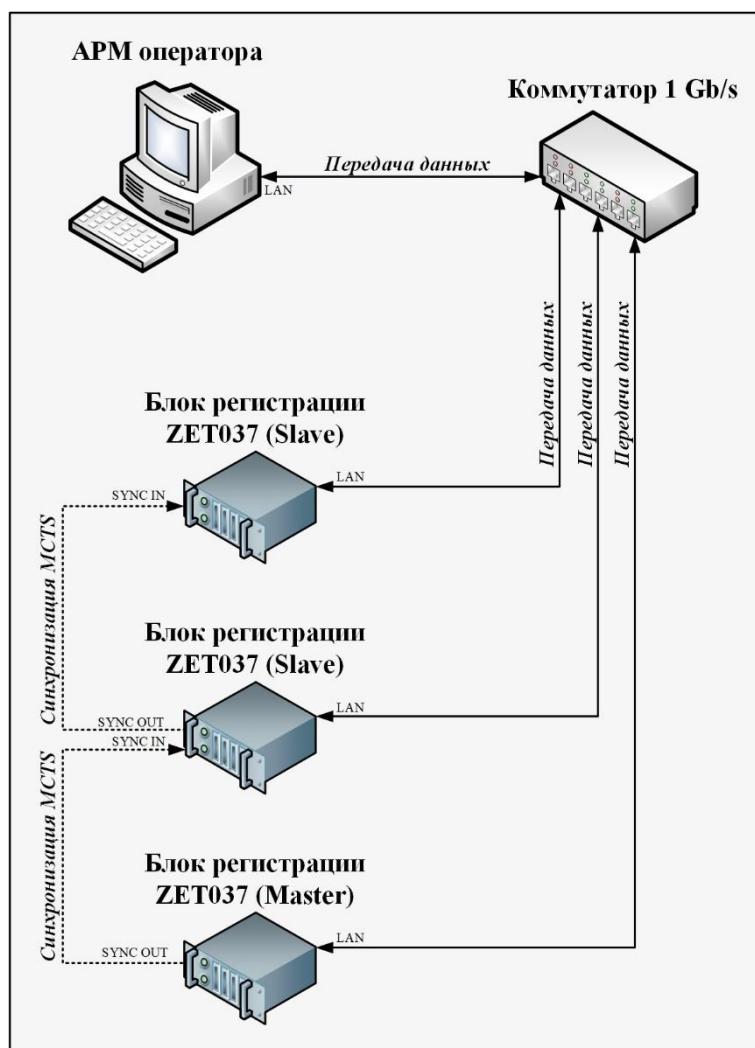 АРМ оператора
Коммутатор 1 Gb/s
Передача данных
LAN
Передача данных
Передача данных
Передача данных
Блок регистрации
ZET037 (Slave)
LAN
SYNC IN
Синхронизация MCTS
Блок регистрации
ZET037 (Slave)
LAN
SYNC OUT
SYNC IN
Синхронизация MCTS
Блок регистрации
ZET037 (Master)
LAN
SYNC OUT